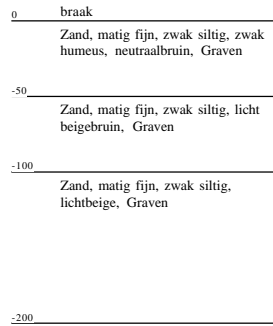 0 braak
Zand, matig fijn, zwak siltig, zwak
humeus, neutraalbruin, Graven
-50
Zand, matig fijn, zwak siltig, licht
beigebruin, Graven
-100
Zand, matig fijn, zwak siltig,
lichtbeige, Graven
-200